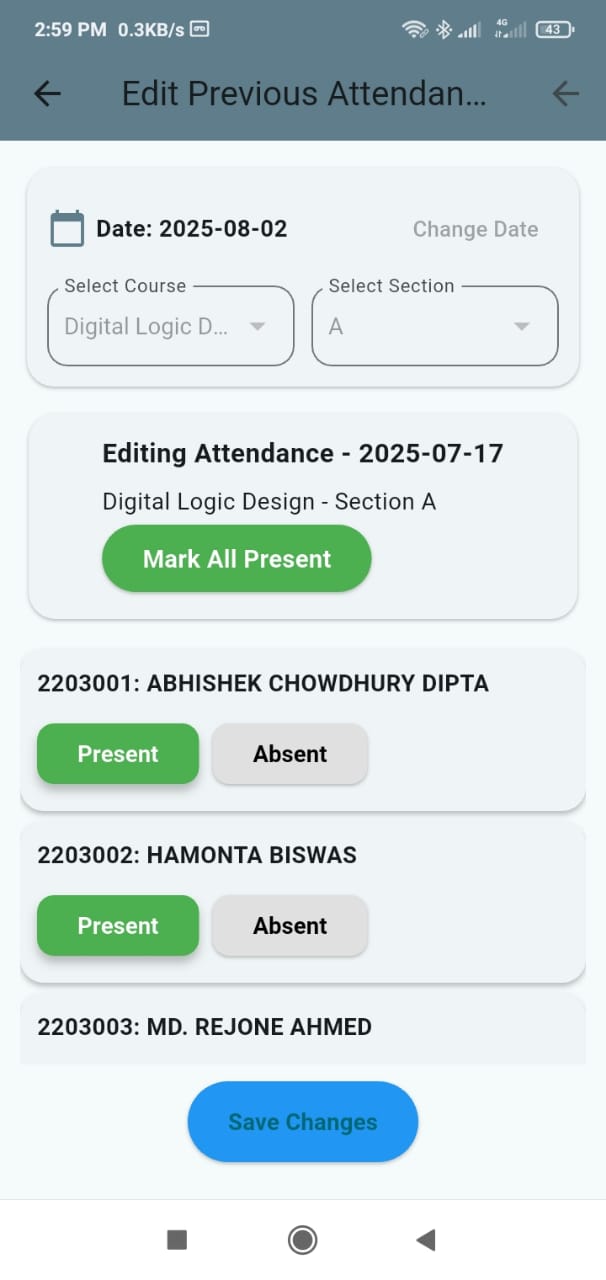 2:59 PM 0.3KB/s
4G
43
Edit Previous Attendan...
Date: 2025-08-02 Change Date
Select Course Select Section
Digital Logic D... A
Editing Attendance - 2025-07-17
Digital Logic Design - Section A
Mark All Present
2203001: ABHISHEK CHOWDHURY DIPTA
Present Absent
2203002: HAMONTA BISWAS
Present Absent
2203003: MD. REJONE AHMED
Save Changes